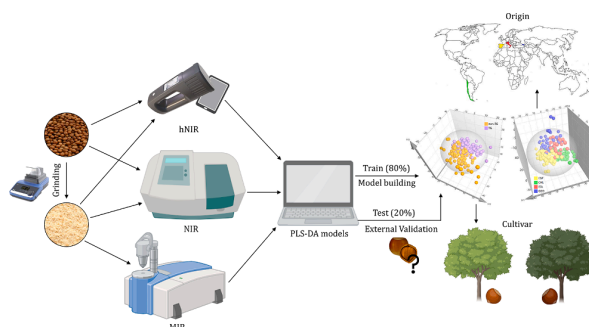 Origin
hNIR
Grinding
NIR
MIR
PLS-DA models
Train (80%)
Model building
Test (20%)
External Validation
?
Cultivar